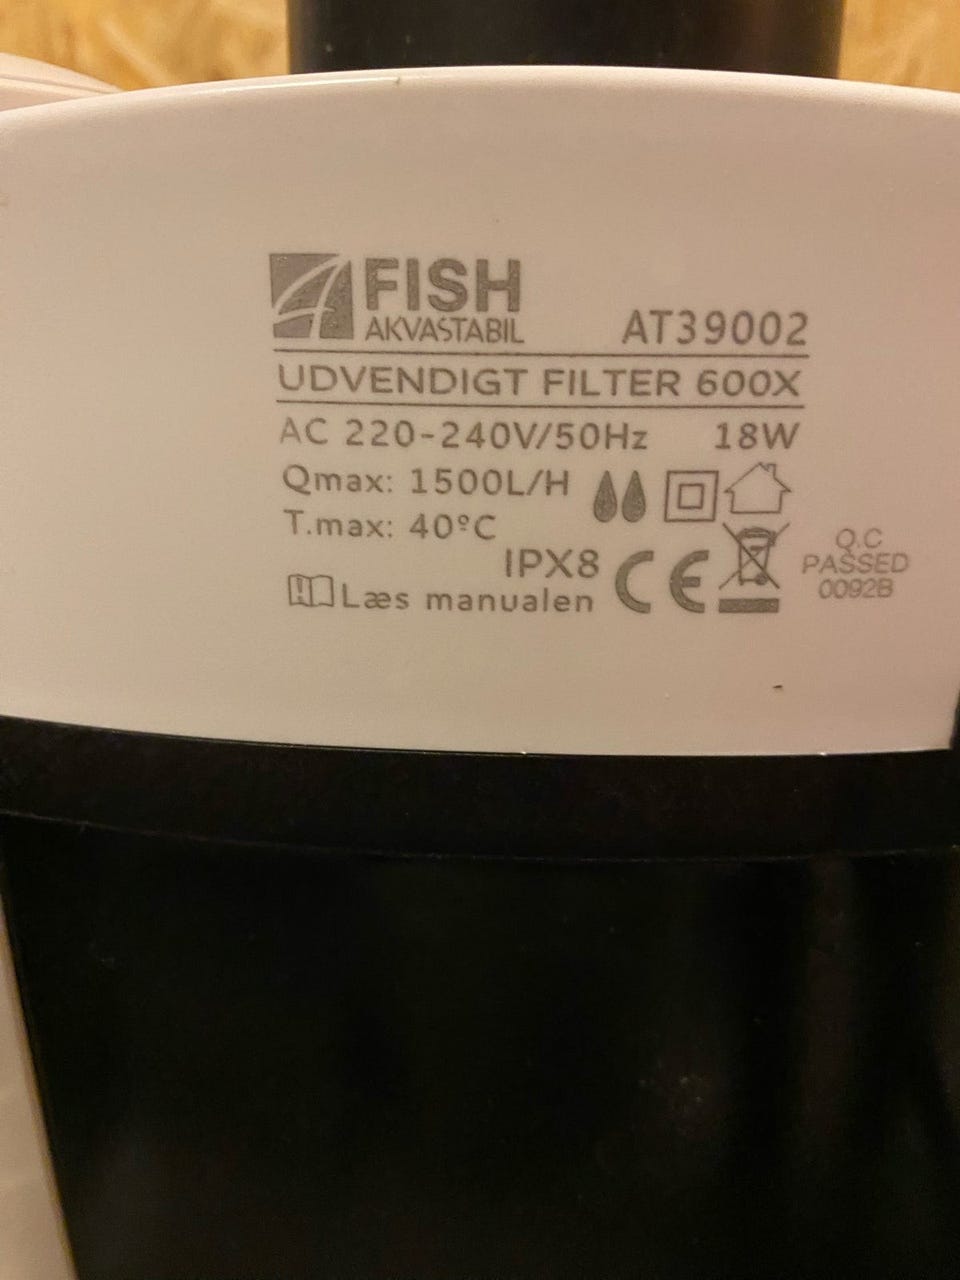 FISH
AKVASTABIL
AT39002
UDVENDIGT FILTER 600X
AC 220-240V/50Hz 18W
Qmax: 1500L/H
T.max: 40ºC
IPX8
Læs manualen
CE
Q.C
PASSED
0092B